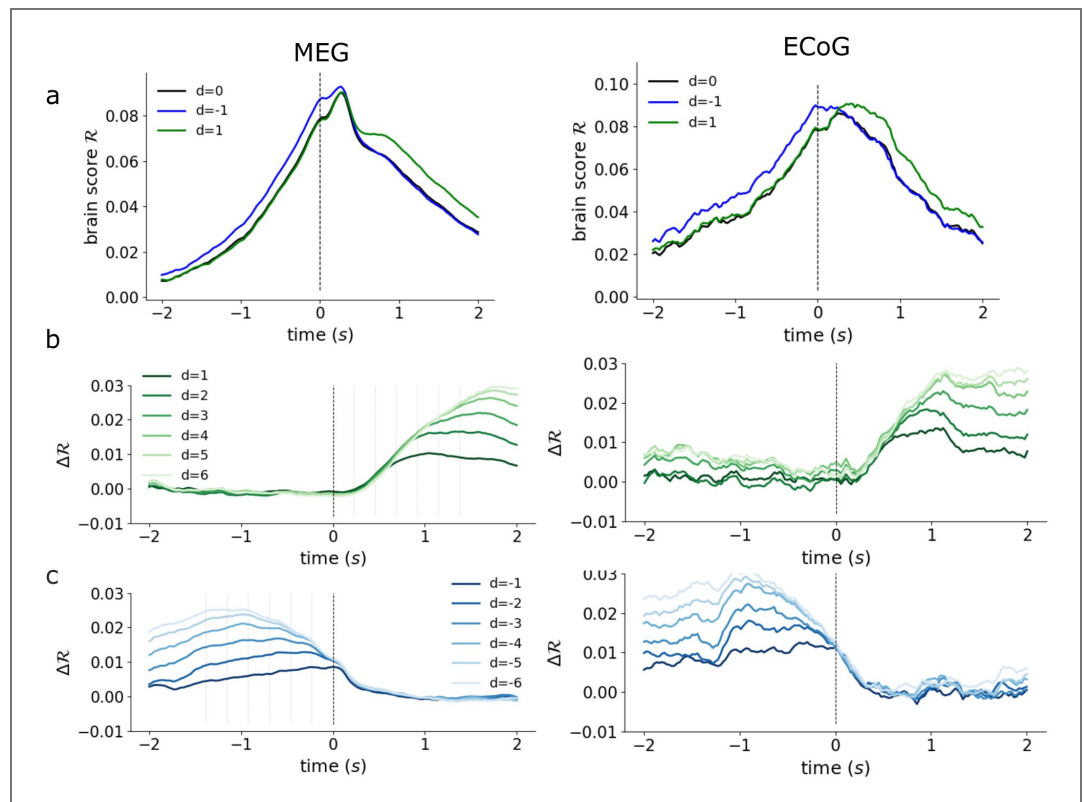 MEG
ECoG
a
d=0
d=-1
d=1
brain score R
0.08
0.06
0.04
0.02
0.00
−2
−1
0
1
2
time (s)
d=0
d=-1
d=1
brain score R
0.10
0.08
0.06
0.04
0.02
0.00
−2
−1
0
1
2
time (s)
b
d=1
d=2
d=3
d=4
d=5
d=6
ΔR
0.03
0.02
0.01
0.00
−0.01
−2
−1
0
1
2
time (s)
ΔR
0.03
0.02
0.01
0.00
−0.01
−2
−1
0
1
2
time (s)
c
d=-1
d=-2
d=-3
d=-4
d=-5
d=-6
ΔR
0.03
0.02
0.01
0.00
−0.01
−2
−1
0
1
2
time (s)
ΔR
0.03
0.02
0.01
0.00
−0.01
−2
−1
0
1
2
time (s)